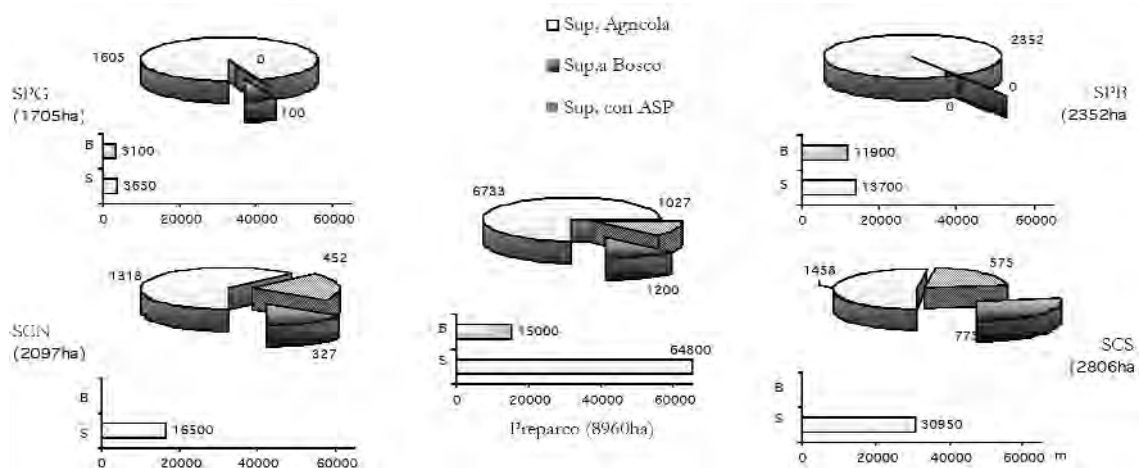 1605
0
100
SPG
(1705ha)
B 3100
S 3650
0 20000 40000 60000
Sup. Agricola
Sup.a Bosco
Sup. con ASP
2352
0
0
SPB
(2352ha
B 11900
S 13700
0 20000 40000 60000
6733
1027
1200
B 15000
S 64800
0 20000 40000 60000
Preparco (8960ha)
1318
452
327
SGN
(2097ha)
B
S 16500
0 20000 40000 60000
1458
575
773
SCS
(2806ha
B
S 30950
0 20000 40000 60000 m